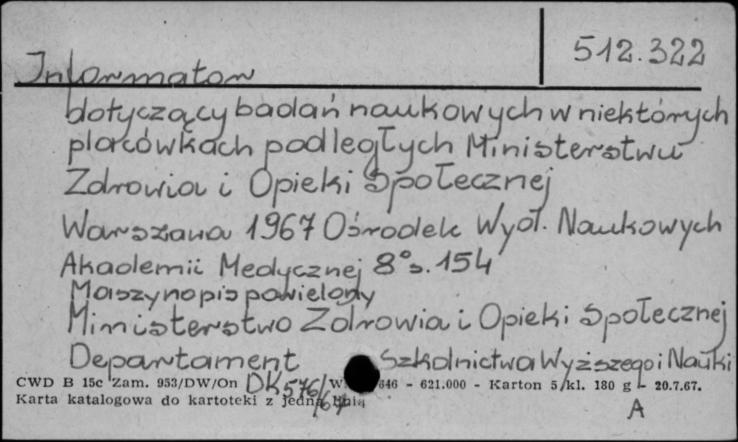 512.322
Informator
dotyczący badań naukowych w niektórych
placówkach podległych Ministerstwu
Zdrowia i Opieki Społecznej
Warszawa 1967 Ośrodek Wyd. Naukowych
Akademii Medycznej 8° s. 154
Maszynopis powielony
Ministerstwo Zdrowia i Opieki Społecznej
Departament Szkolnictwa Wyższego i Nauki
CWD B 15c Zam. 953/DW/On DK 576/67 646 - 621.000 - Karton 5/kl. 180 g - 20.7.67.
Karta katalogowa do kartoteki z jedną linią
A